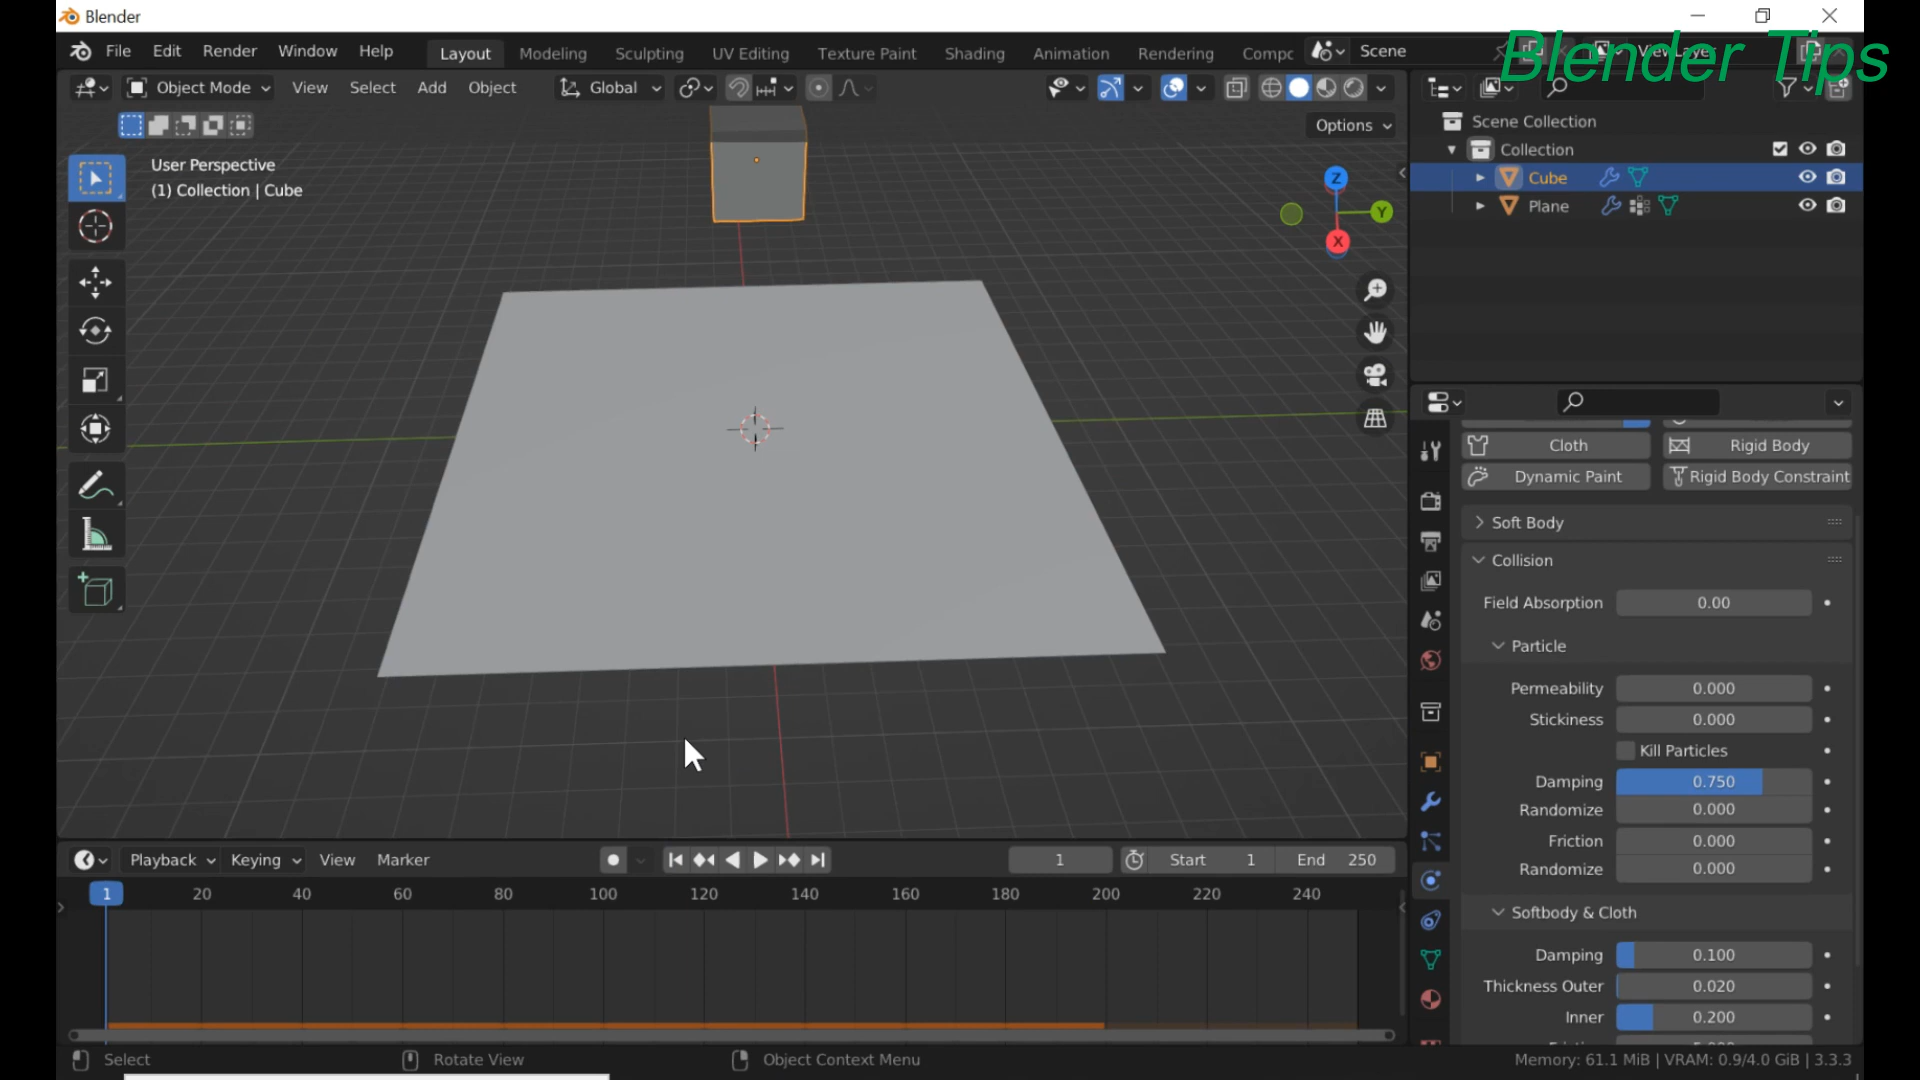 Blender
Blender Tips
File Edit Render Window Help Layout Modeling Sculpting UV Editing Texture Paint Shading Animation Rendering Compc Scene ViewLayer
Object Mode View Select Add Object Global
Options
User Perspective
(1) Collection | Cube
Z
Y
X
Scene Collection
Collection
Cube
Plane
Cloth Rigid Body
Dynamic Paint Rigid Body Constraint
Soft Body
Collision
Field Absorption 0.00
Particle
Permeability 0.000
Stickiness 0.000
Kill Particles
Damping 0.750
Randomize 0.000
Friction 0.000
Randomize 0.000
Softbody & Cloth
Damping 0.100
Thickness Outer 0.020
Inner 0.200
Playback Keying View Marker 1 Start 1 End 250
1 20 40 60 80 100 120 140 160 180 200 220 240
Select Rotate View Object Context Menu Memory: 61.1 MiB | VRAM: 0.9/4.0 GiB | 3.3.3